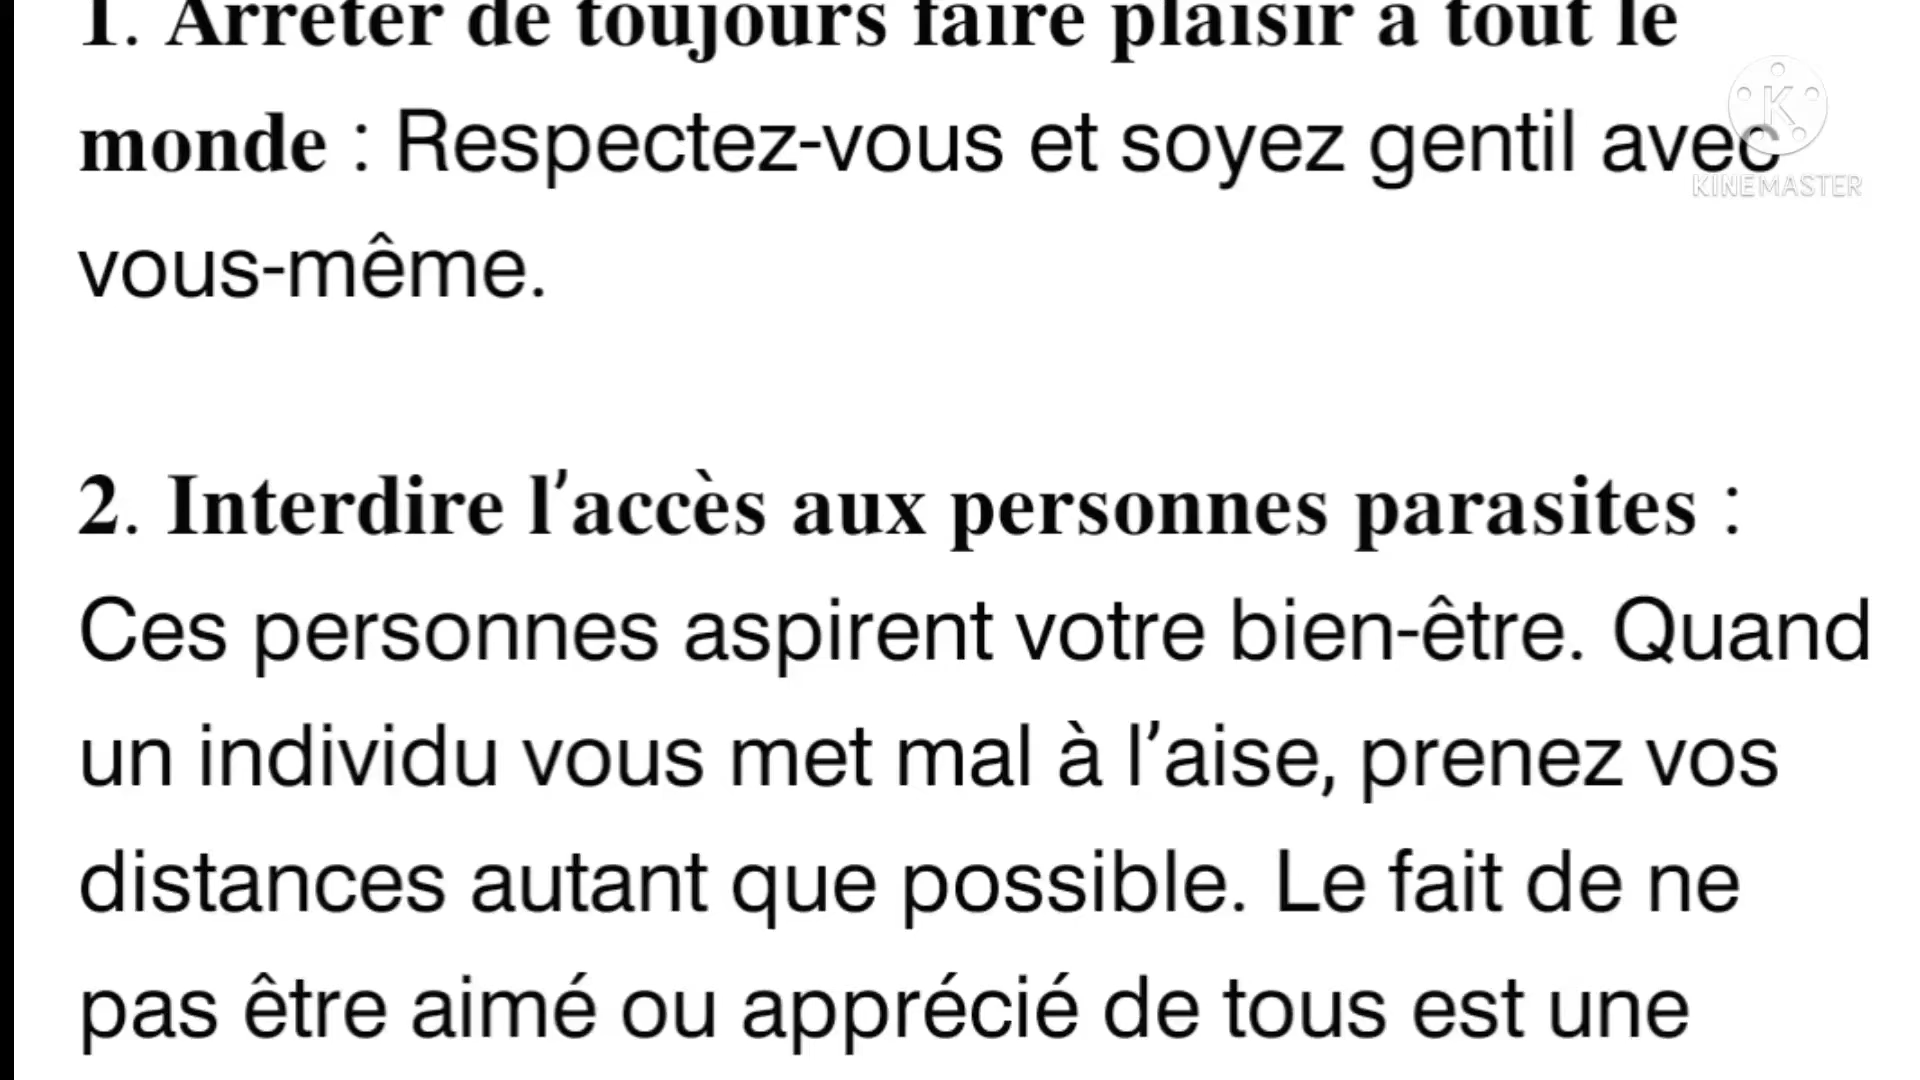 1. Arrêter de toujours faire plaisir à tout le
monde : Respectez-vous et soyez gentil avec
KINEMASTER
vous-même.
2. Interdire l'accès aux personnes parasites :
Ces personnes aspirent votre bien-être. Quand
un individu vous met mal à l’aise, prenez vos
distances autant que possible. Le fait de ne
pas être aimé ou apprécié de tous est une